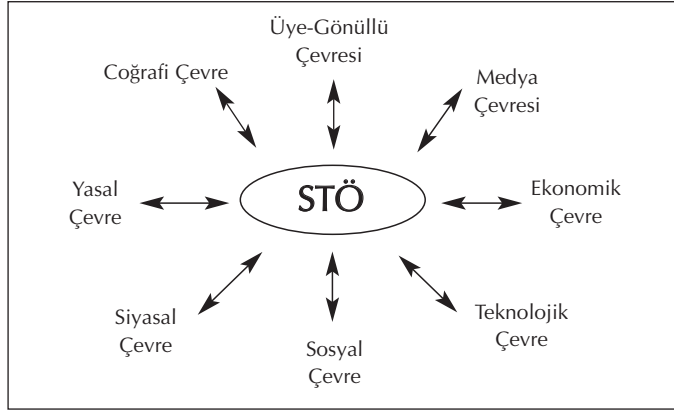 Üye-Gönüllü
Çevresi
Coğrafi Çevre
Medya
Çevresi
Yasal
Çevre
STÖ
Ekonomik
Çevre
Siyasal
Çevre
Sosyal
Çevre
Teknolojik
Çevre